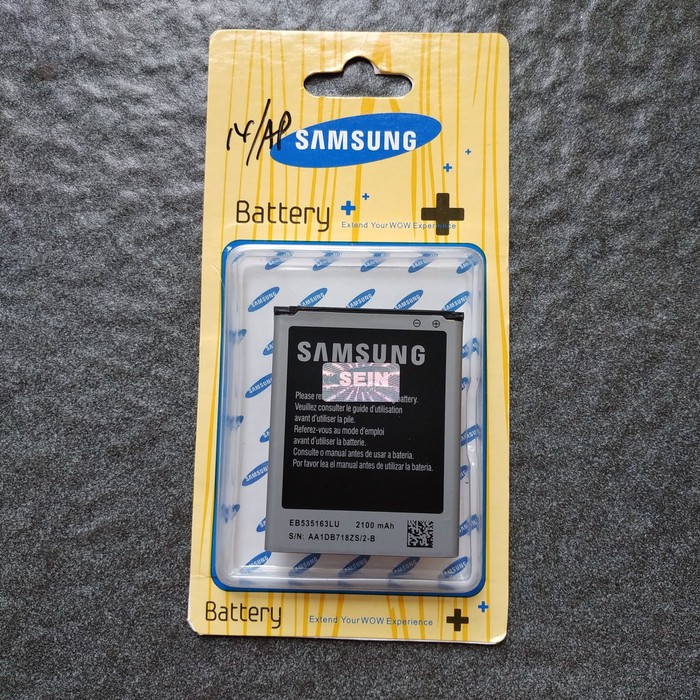 14/AP
SAMSUNG
Battery
Extend Your WOW Experience
SAMSUNG
SEIN
Please battery.
Veuillez consulter le guide d'utilisation
avant d'utiliser la pile.
Referez-vous au mode d'emploi
avant d'utiliser la batterie.
Consulte o manual antes de usar a bateria.
Por favor lea el manual antes de utilizar la batería.
EB535163LU 2100 mAh
S/N: AA1DB718ZS/2-B
Battery
Extend Your WOW Experience